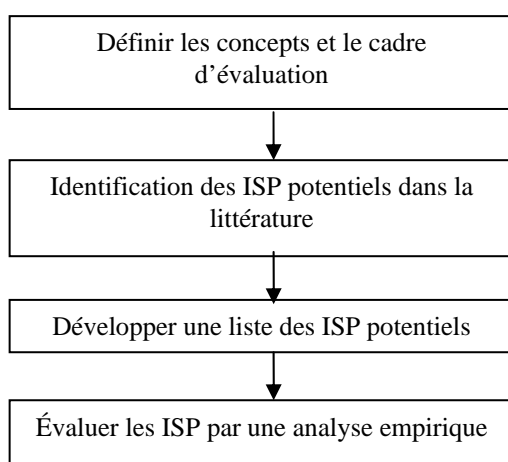 Définir les concepts et le cadre
d’évaluation
Identification des ISP potentiels dans la
littérature
Développer une liste des ISP potentiels
Évaluer les ISP par une analyse empirique